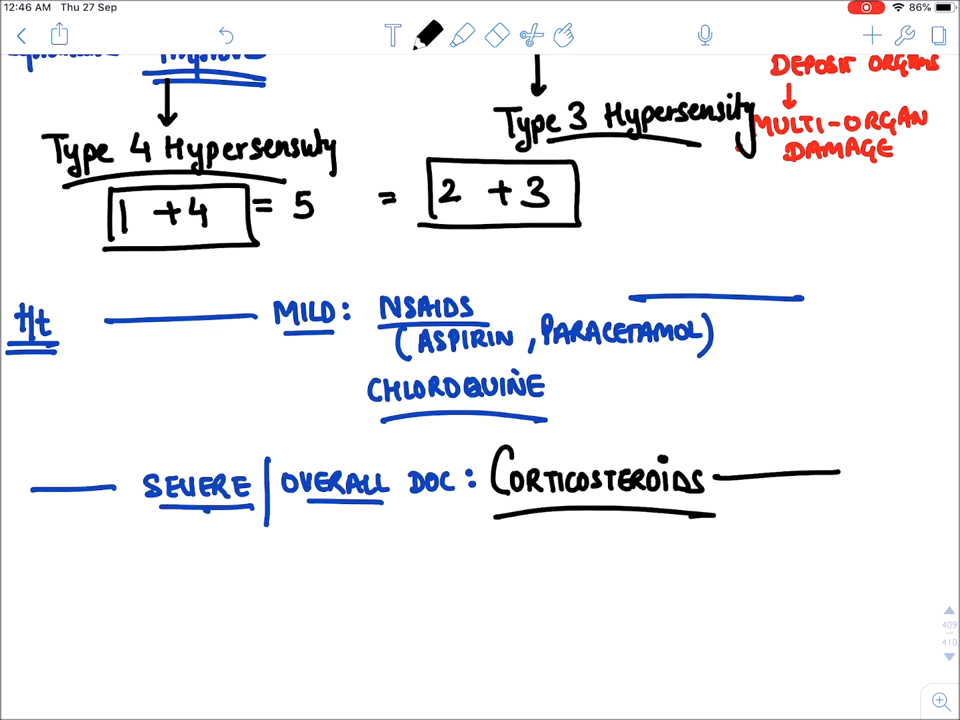 12:46 AM Thu 27 Sep
86%
T
DEPOSIT ORGANS
MULTI-ORGAN
DAMAGE
Type 4 Hypersensuty
Type 3 Hypersensity
1 + 4 = 5 = 2 + 3
Ht
MILD: NSAIDS
(ASPIRIN, PARACETAMOL)
CHLOROQUINE
SEVERE | OVERALL DOC: CORTICOSTEROIDS
409
410